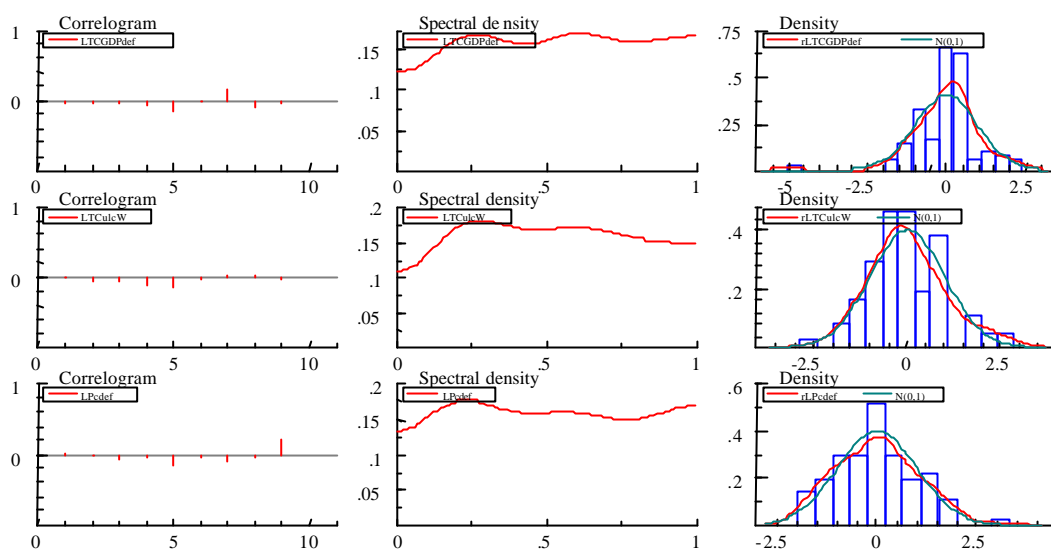 Correlogram Spectral density Density
LTCGDPdef LTCGDPdef rLTCGDPdef N(0,1)
1 .15 .75
0 .1 .5
.05 .25
0 5 10 0 .5 1 -5 -2.5 0 2.5
Correlogram Spectral density Density
1 .2 .4
LTCulcW LTCulcW rLTCulcW N(0,1)
0 .15 .2
.1
.05
0 5 10 0 .5 1 -2.5 0 2.5
Correlogram Spectral density Density
1 .2 .6
LPcdef LPcdef rLPcdef N(0,1)
0 .15 .4
.1 .2
.05
0 5 10 0 .5 1 -2.5 0 2.5